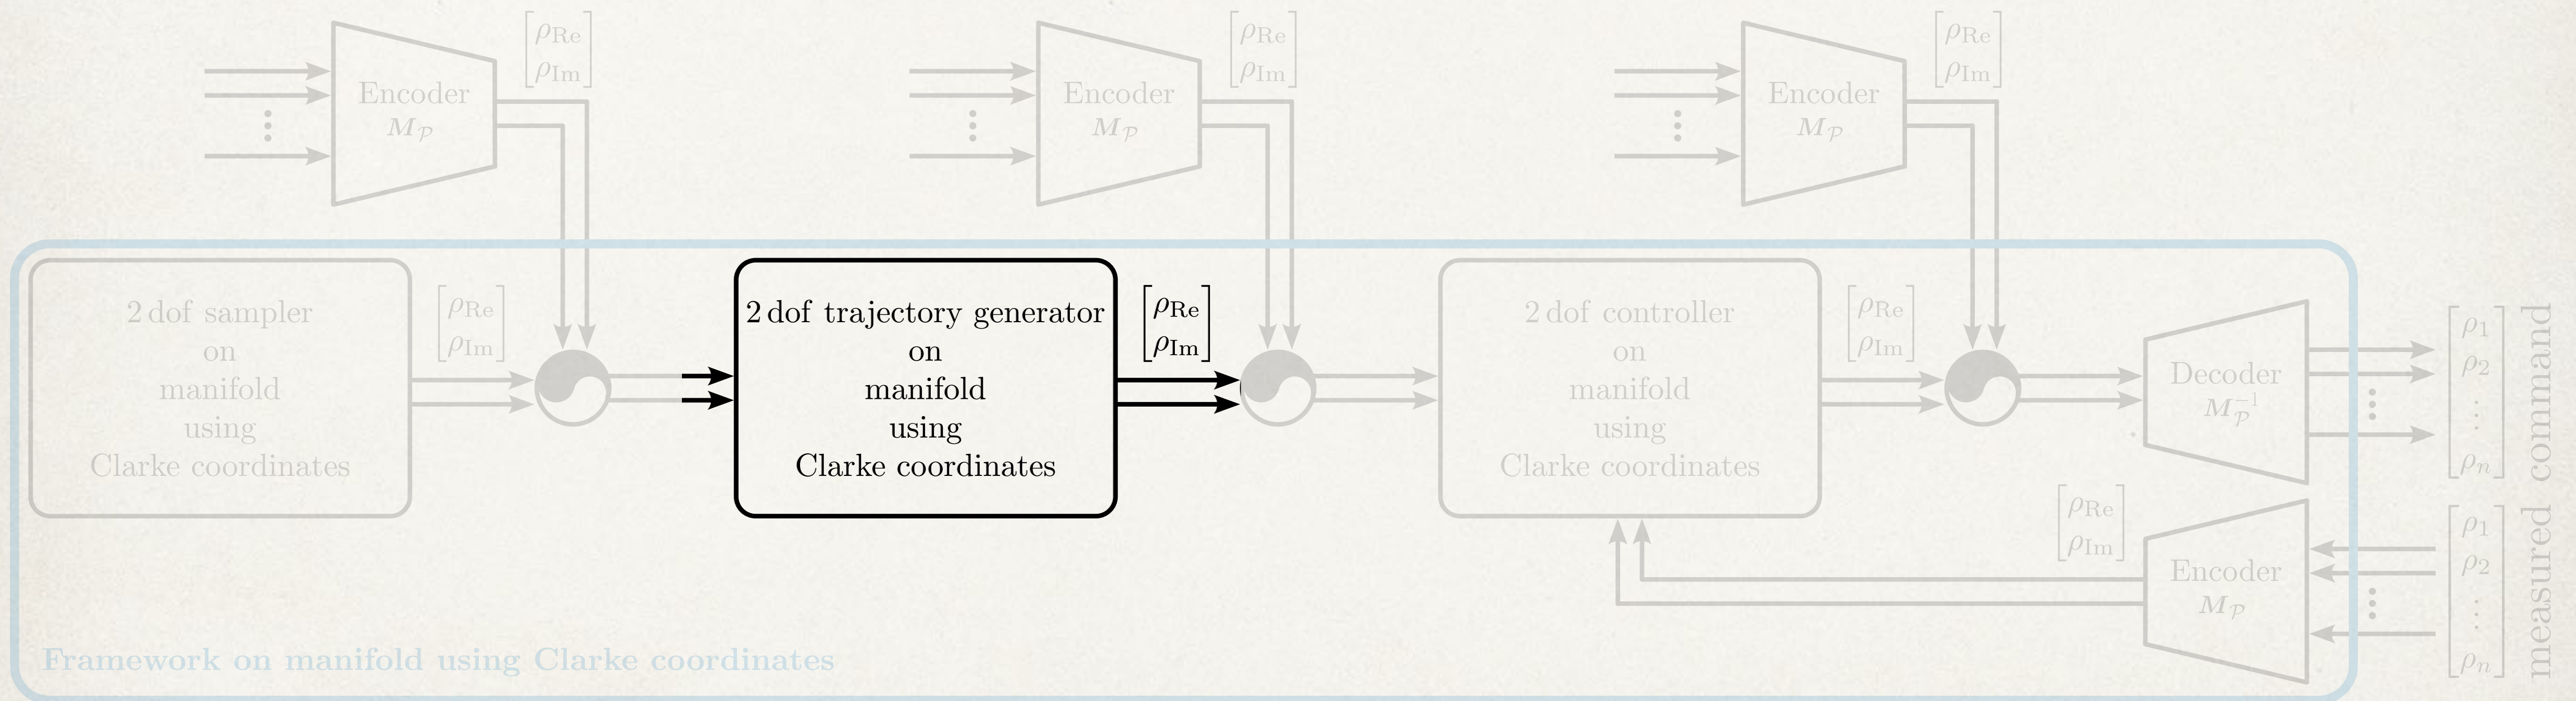 [ρRe
ρIm]
Encoder
M𝒫
[ρRe
ρIm]
Encoder
M𝒫
[ρRe
ρIm]
Encoder
M𝒫
2 dof sampler
on
manifold
using
Clarke coordinates
[ρRe
ρIm]
2 dof trajectory generator
on
manifold
using
Clarke coordinates
[ρRe
ρIm]
2 dof controller
on
manifold
using
Clarke coordinates
[ρRe
ρIm]
Decoder
M𝒫⁻¹
[ρ1
ρ2
⋮
ρn]
command
[ρRe
ρIm]
Encoder
M𝒫
[ρ1
ρ2
⋮
ρn]
measured
Framework on manifold using Clarke coordinates